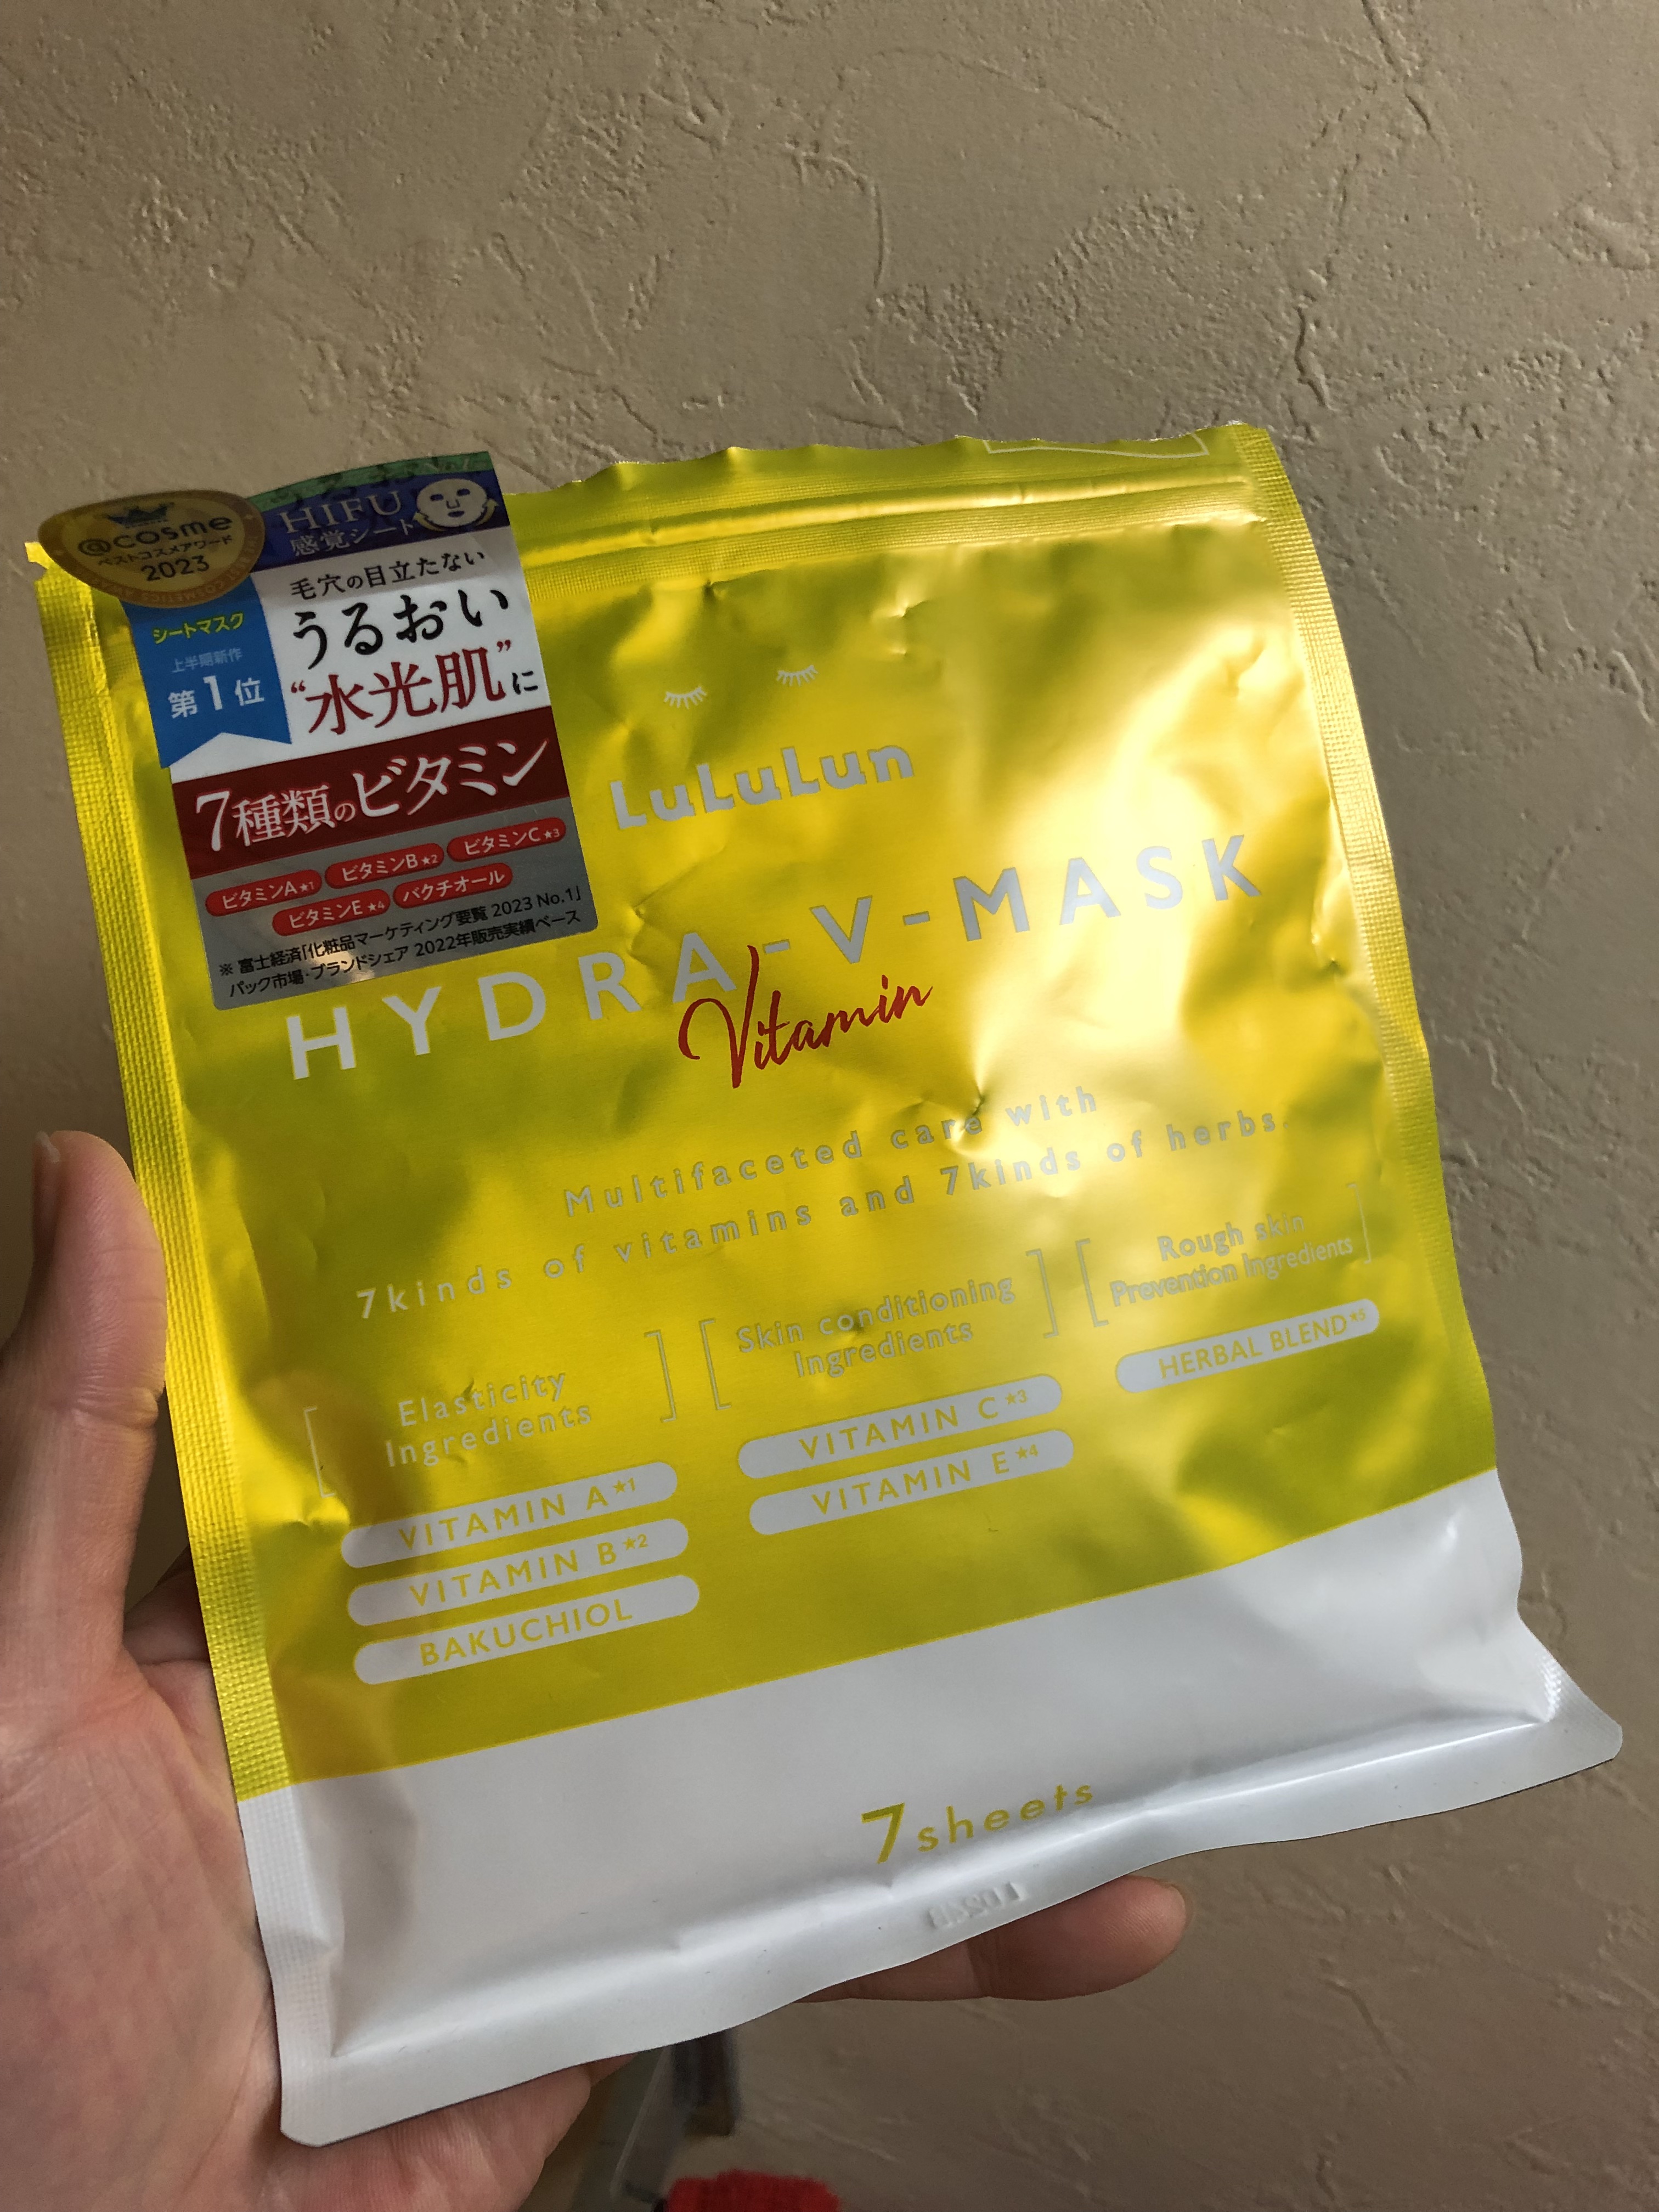 @cosme
ベストコスメアワード
2023
シートマスク
上半期新作
第1位
HIFU
感覚シート
毛穴の目立たない
うるおい
“水光肌”に
7種類のビタミン
ビタミンA★1 ビタミンB★2 ビタミンC★3
ビタミンE★4 バクチオール
※ 富士経済「化粧品マーケティング要覧 2023 No.1」
パック市場・ブランドシェア 2022年販売実績ベース
LuLuLun
HYDRA-V-MASK
Vitamin
Multifaceted care with
7kinds of vitamins and 7kinds of herbs.
Elasticity
Ingredients
VITAMIN A★1
VITAMIN B★2
BAKUCHIOL
Skin conditioning
Ingredients
VITAMIN C★3
VITAMIN E★4
Rough skin
Prevention Ingredients
HERBAL BLEND★5
7sheets